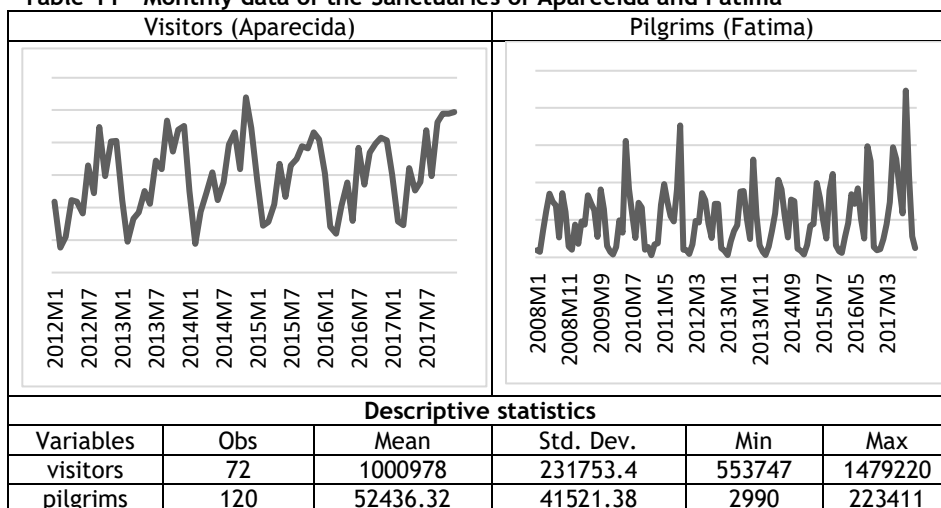 Table 11 - Monthly data of the Sanctuaries of Aparecida and Fatima
Visitors (Aparecida)
Pilgrims (Fatima)
2012M1
2012M7
2013M1
2013M7
2014M1
2014M7
2015M1
2015M7
2016M1
2016M7
2017M1
2017M7
2008M1
2008M11
2009M9
2010M7
2011M5
2012M3
2013M1
2013M11
2014M9
2015M7
2016M5
2017M3
Descriptive statistics
Variables Obs Mean Std. Dev. Min Max
visitors 72 1000978 231753.4 553747 1479220
pilgrims 120 52436.32 41521.38 2990 223411